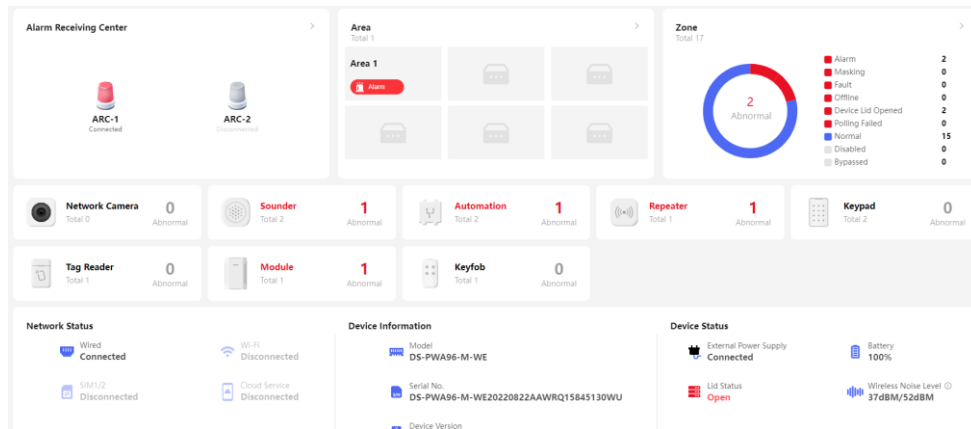 Alarm Receiving Center
ARC-1
Connected
ARC-2
Disconnected
Area
Total 1
Area 1
Alarm
Zone
Total 17
2
Abnormal
Alarm 2
Masking 0
Fault 0
Offline 0
Device Lid Opened 2
Polling Failed 0
Normal 15
Disabled 0
Bypassed 0
Network Camera
Total 0
0
Abnormal
Sounder
Total 2
1
Abnormal
Automation
Total 2
1
Abnormal
Repeater
Total 1
1
Abnormal
Keypad
Total 2
0
Abnormal
Tag Reader
Total 1
0
Abnormal
Module
Total 1
1
Abnormal
Keyfob
Total 1
0
Abnormal
Network Status
Wired
Connected
Wi-Fi
Disconnected
SIM1/2
Disconnected
Cloud Service
Disconnected
Device Information
Model
DS-PWA96-M-WE
Serial No.
DS-PWA96-M-WE20220822AAWRQ15845130WU
Device Version
Device Status
External Power Supply
Connected
Battery
100%
Lid Status
Open
Wireless Noise Level
37dBM/52dBM